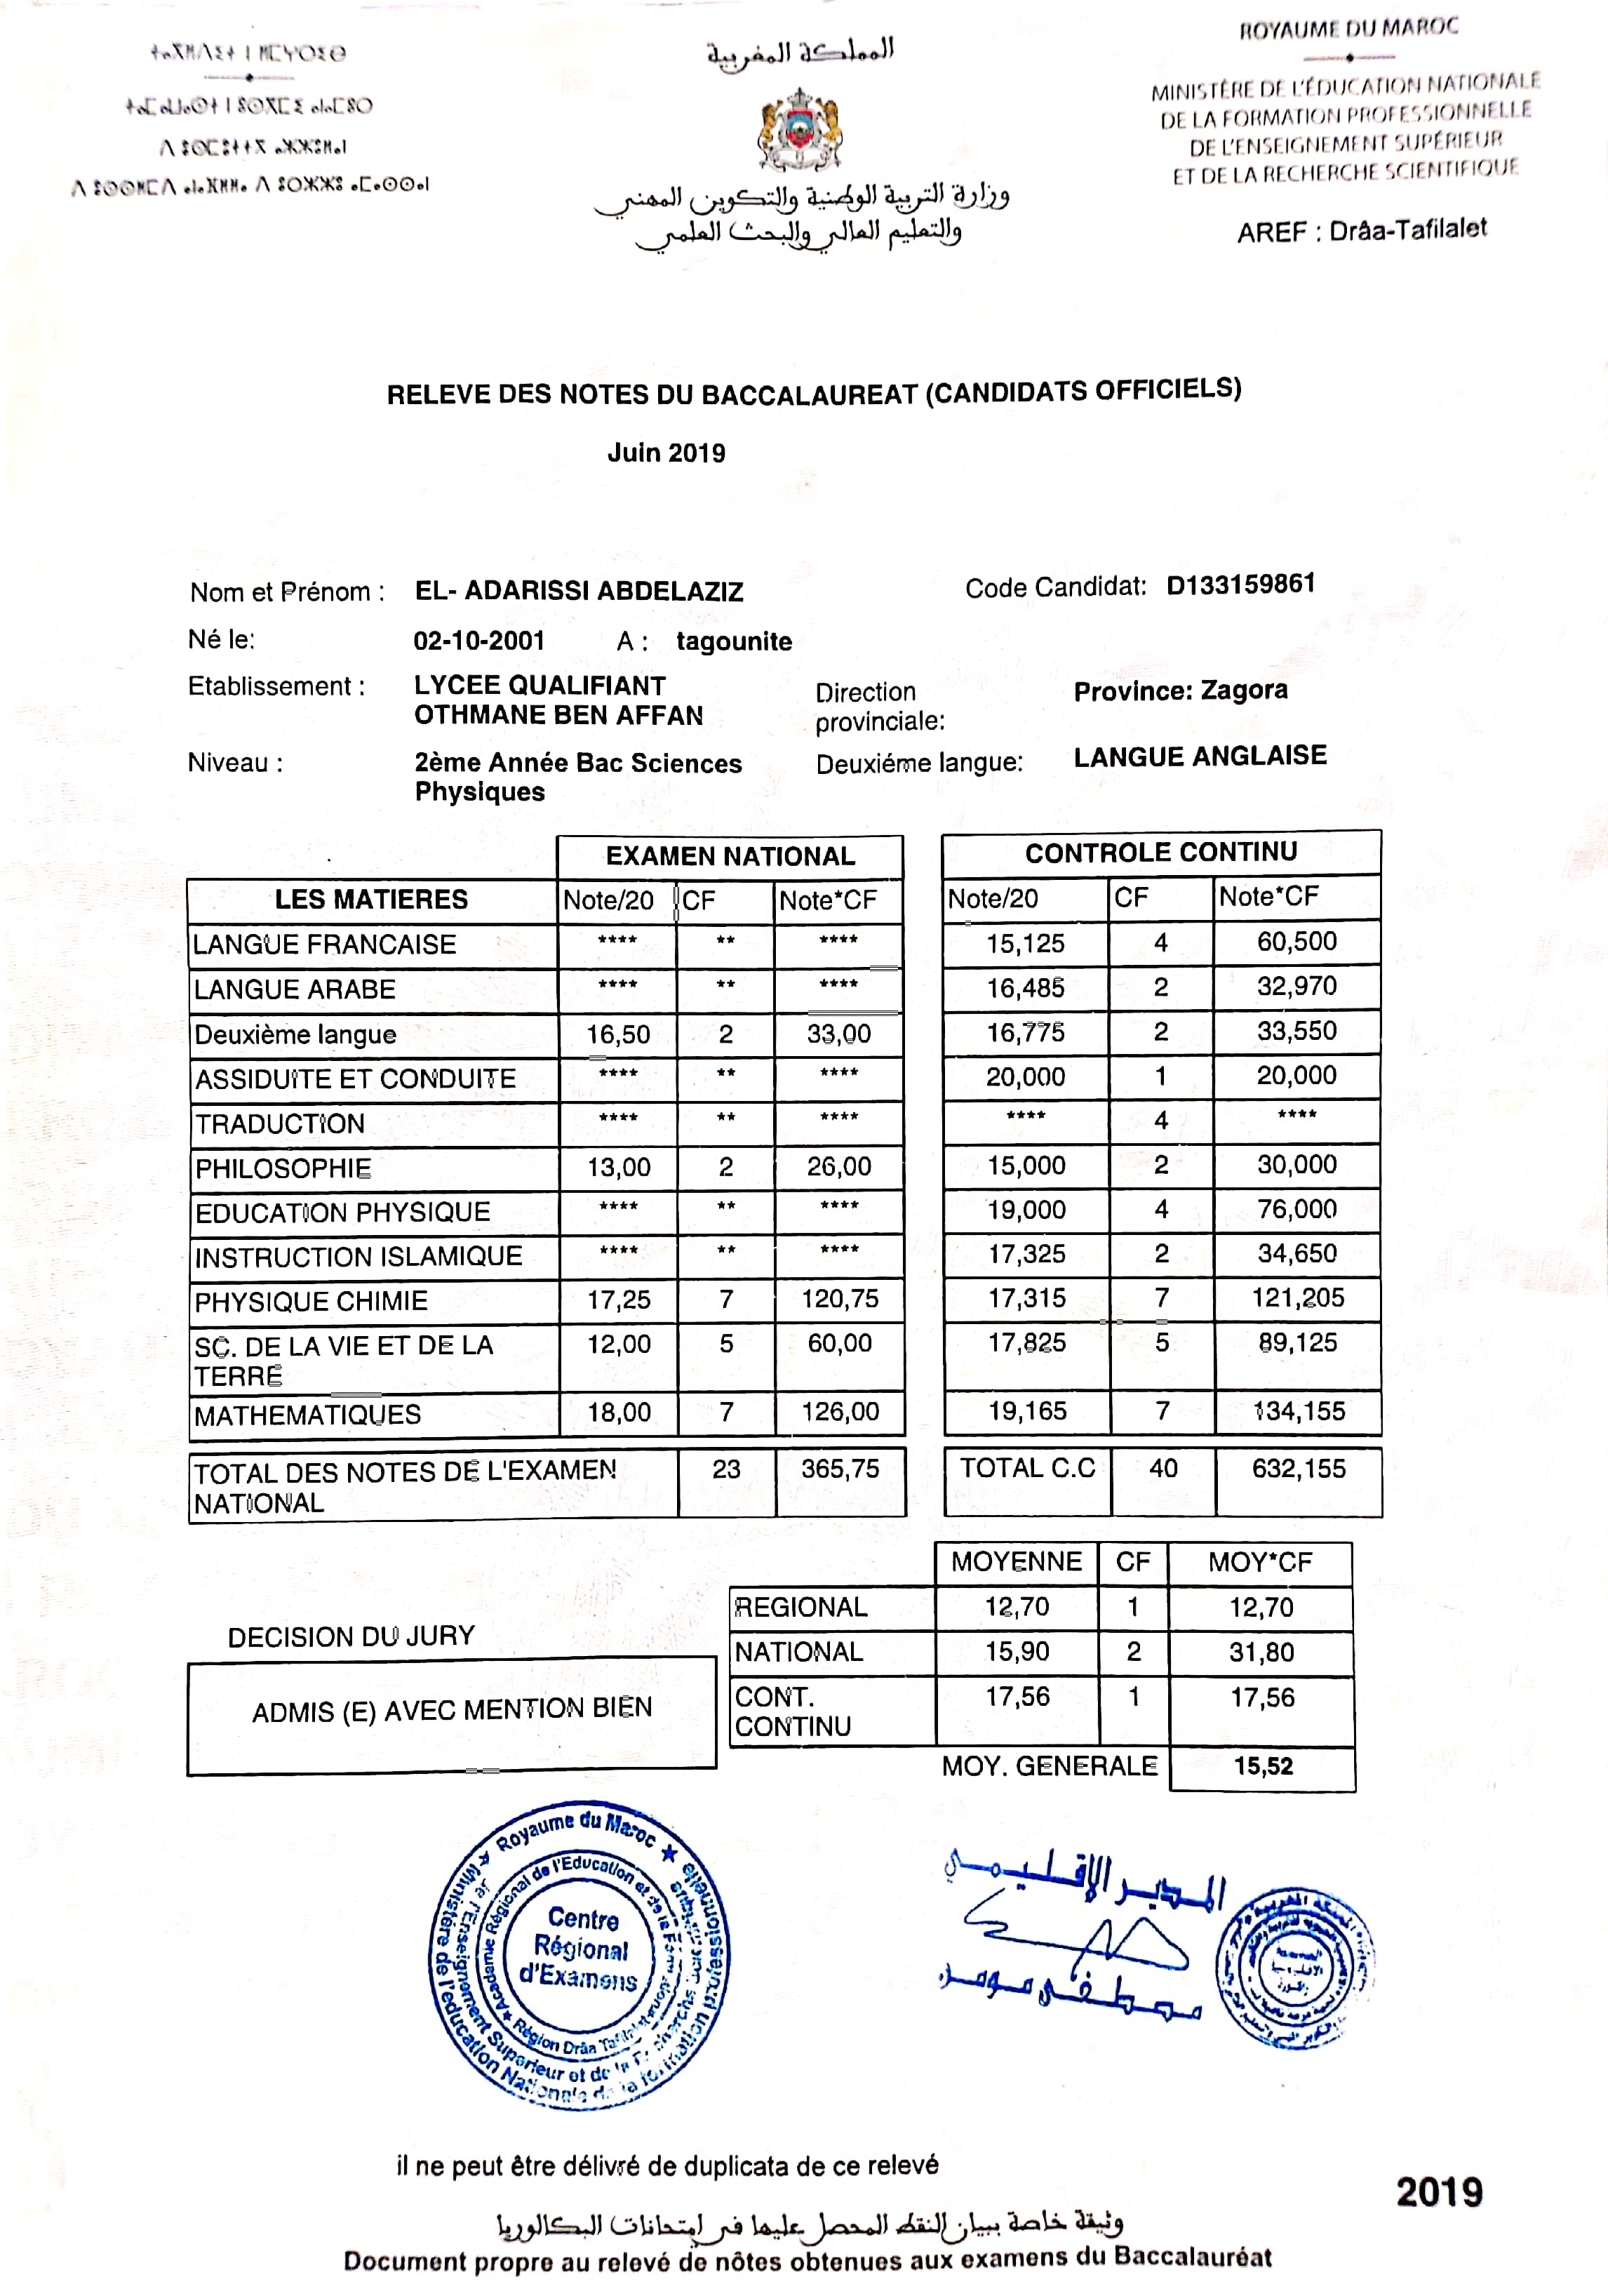 ⵜⴰⴳⵍⴷⵉⵜ ⵏ ⵍⵎⵖⵔⵉⴱ
المملكة المغربية
وزارة التربية الوطنية والتكوين المهني
والتعليم العالي والبحث العلمي
ROYAUME DU MAROC
MINISTÈRE DE L'ÉDUCATION NATIONALE
DE LA FORMATION PROFESSIONNELLE
DE L'ENSEIGNEMENT SUPÉRIEUR
ET DE LA RECHERCHE SCIENTIFIQUE
AREF : Drâa-Tafilalet
RELEVE DES NOTES DU BACCALAUREAT (CANDIDATS OFFICIELS)
Juin 2019
Nom et Prénom : EL- ADARISSI ABDELAZIZ Code Candidat: D133159861
Né le: 02-10-2001 A : tagounite
Etablissement : LYCEE QUALIFIANT
OTHMANE BEN AFFAN
Direction
provinciale: Province: Zagora
Niveau : 2ème Année Bac Sciences
Physiques
Deuxiéme langue: LANGUE ANGLAISE
EXAMEN NATIONAL CONTROLE CONTINU
LES MATIERES Note/20 CF Note*CF Note/20 CF Note*CF
LANGUE FRANCAISE **** ** **** 15,125 4 60,500
LANGUE ARABE **** ** **** 16,485 2 32,970
Deuxième langue 16,50 2 33,00 16,775 2 33,550
ASSIDUITE ET CONDUITE **** ** **** 20,000 1 20,000
TRADUCTION **** ** **** **** 4 ****
PHILOSOPHIE 13,00 2 26,00 15,000 2 30,000
EDUCATION PHYSIQUE **** ** **** 19,000 4 76,000
INSTRUCTION ISLAMIQUE **** ** **** 17,325 2 34,650
PHYSIQUE CHIMIE 17,25 7 120,75 17,315 7 121,205
SC. DE LA VIE ET DE LA
TERRE 12,00 5 60,00 17,825 5 89,125
MATHEMATIQUES 18,00 7 126,00 19,165 7 134,155
TOTAL DES NOTES DE L'EXAMEN
NATIONAL 23 365,75 TOTAL C.C 40 632,155
MOYENNE CF MOY*CF
REGIONAL 12,70 1 12,70
NATIONAL 15,90 2 31,80
CONT.
CONTINU 17,56 1 17,56
MOY. GENERALE 15,52
DECISION DU JURY
ADMIS (E) AVEC MENTION BIEN
Royaume du Maroc
Ministère de l'éducation Nationale de la formation professionnelle
de l'Enseignement Superieur et de la
Académie Régional de l'Education et de la
Région Drâa Tafilalet
Centre
Régional
d'Examens
المدير الإقليمي
مصطفى مومن
il ne peut être délivré de duplicata de ce relevé
2019
وثيقة خاصة ببيان النقط المحصل عليها في امتحانات البكالوريا
Document propre au relevé de nôtes obtenues aux examens du Baccalauréat